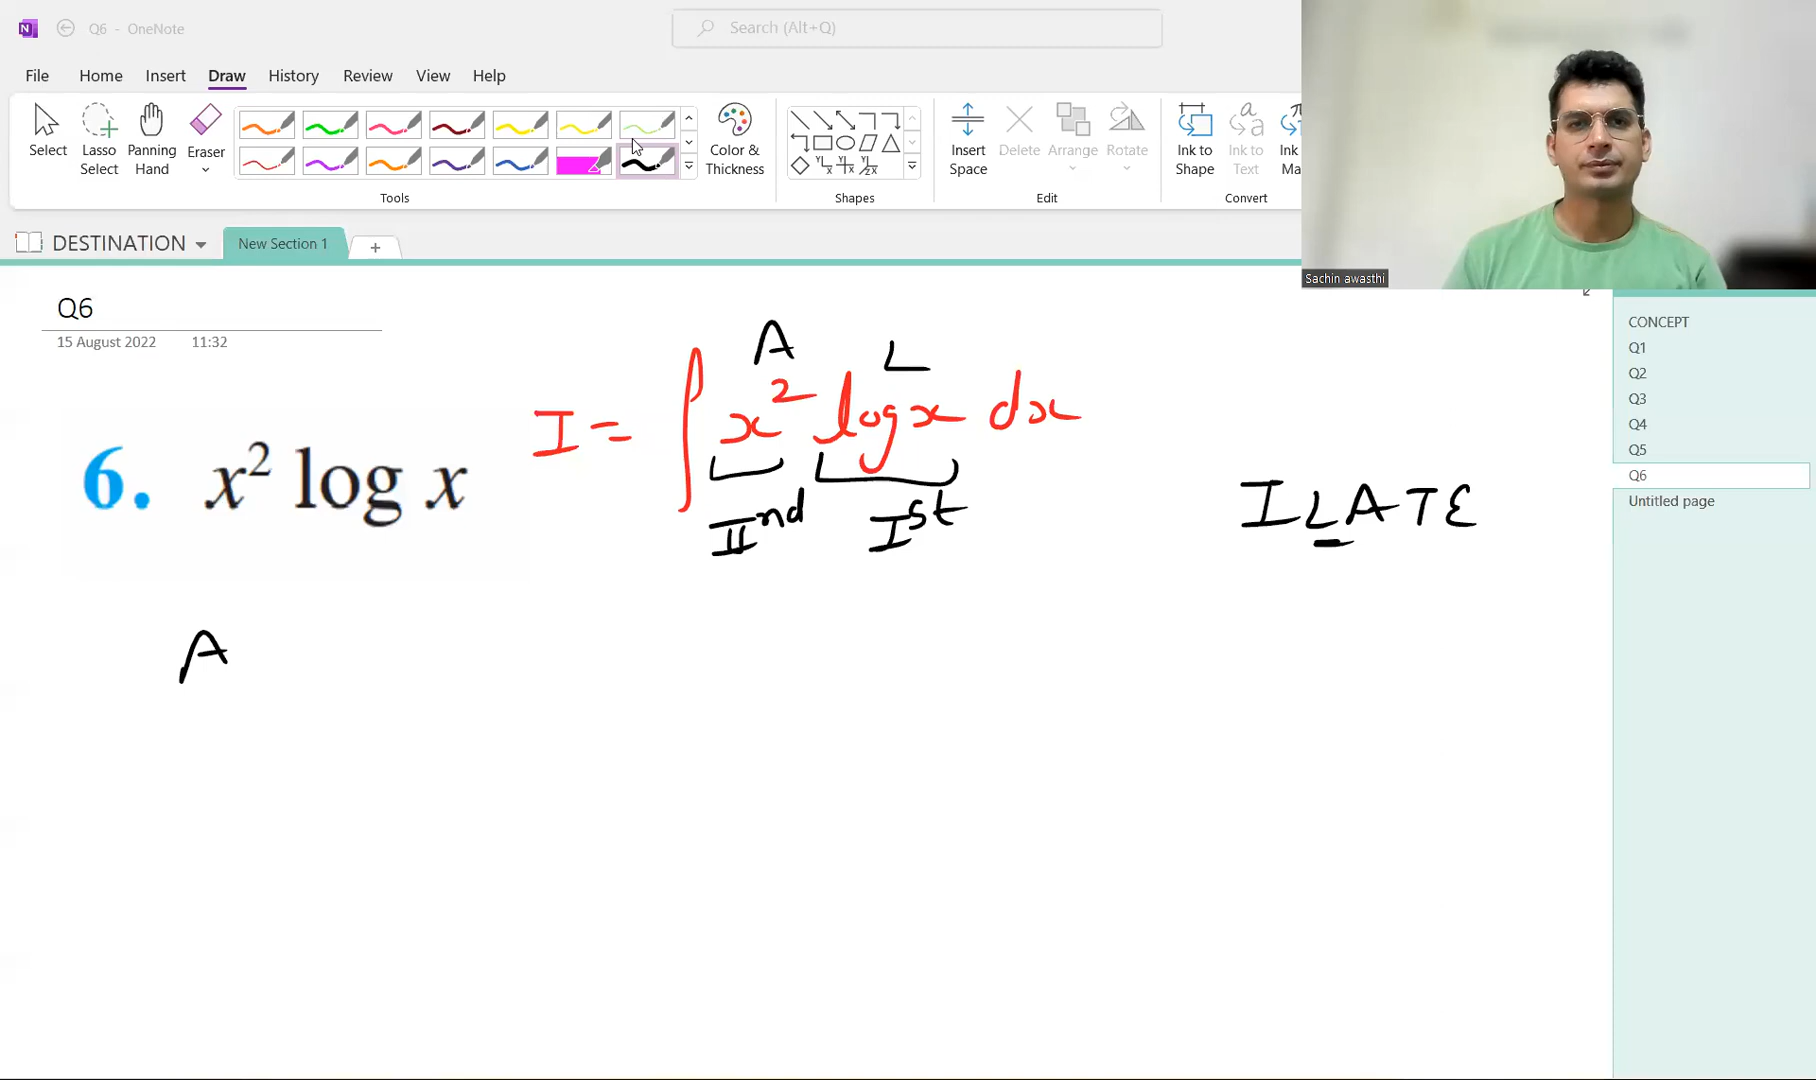 Q6 - OneNote
Search (Alt+Q)
File Home Insert Draw History Review View Help
Select
Lasso Select
Panning Hand
Eraser
Color & Thickness
Insert Space
Delete
Arrange
Rotate
Ink to Shape
Ink to Text
Ink to Ma
Tools
Shapes
Edit
Convert
Sachin awasthi
DESTINATION
New Section 1
+
Q6
15 August 2022 11:32
A L
I = ∫ x² log x dx
IInd Ist
ILATE
6. x² log x
A
CONCEPT
Q1
Q2
Q3
Q4
Q5
Q6
Untitled page